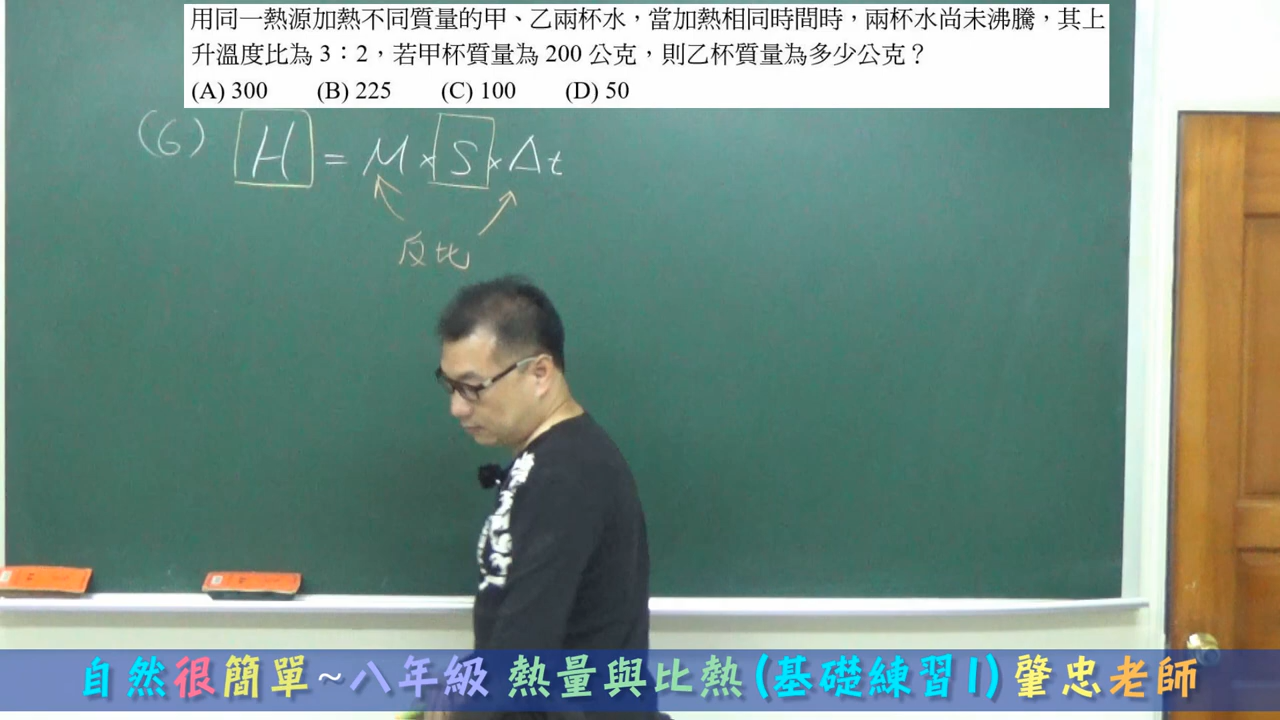 用同一熱源加熱不同質量的甲、乙兩杯水，當加熱相同時間時，兩杯水尚未沸騰，其上
升溫度比為 3：2，若甲杯質量為 200 公克，則乙杯質量為多少公克？
(A) 300 (B) 225 (C) 100 (D) 50
(6) H = M × S × Δt
反比
自然很簡單~八年級 熱量與比熱(基礎練習1)肇忠老師